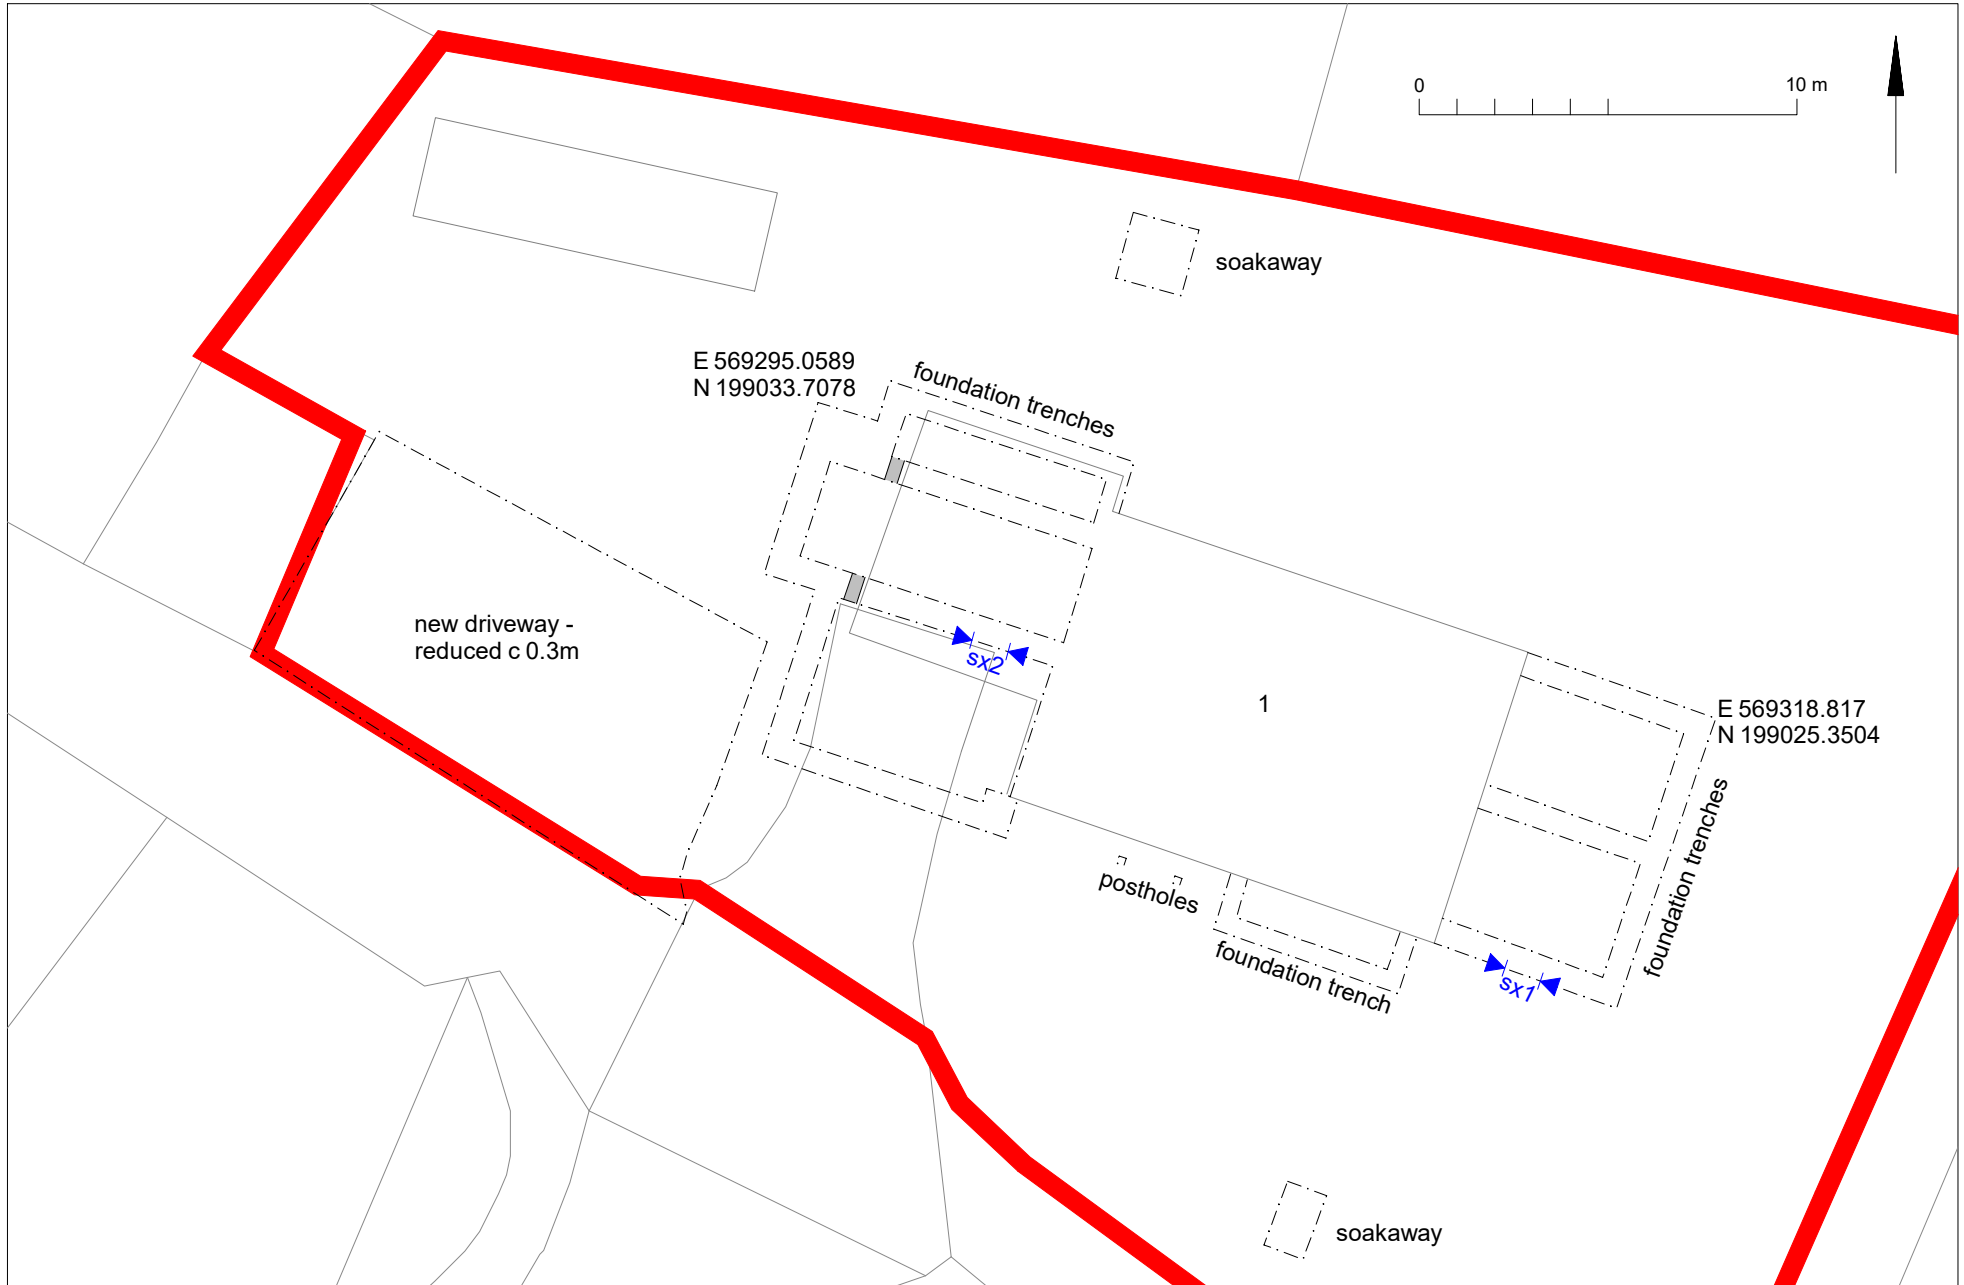 0 10 m
soakaway
E 569295.0589
N 199033.7078
foundation trenches
new driveway -
reduced c 0.3m
sx2
1
E 569318.817
N 199025.3504
foundation trenches
postholes
foundation trench
sx1
soakaway